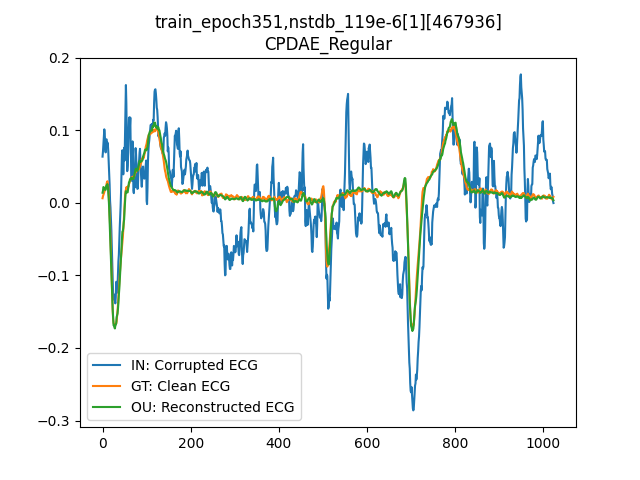 train_epoch351,nstdb_119e-6[1][467936]
CPDAE_Regular
0.2
0.1
0.0
−0.1
−0.2
−0.3
IN: Corrupted ECG
GT: Clean ECG
OU: Reconstructed ECG
0 200 400 600 800 1000